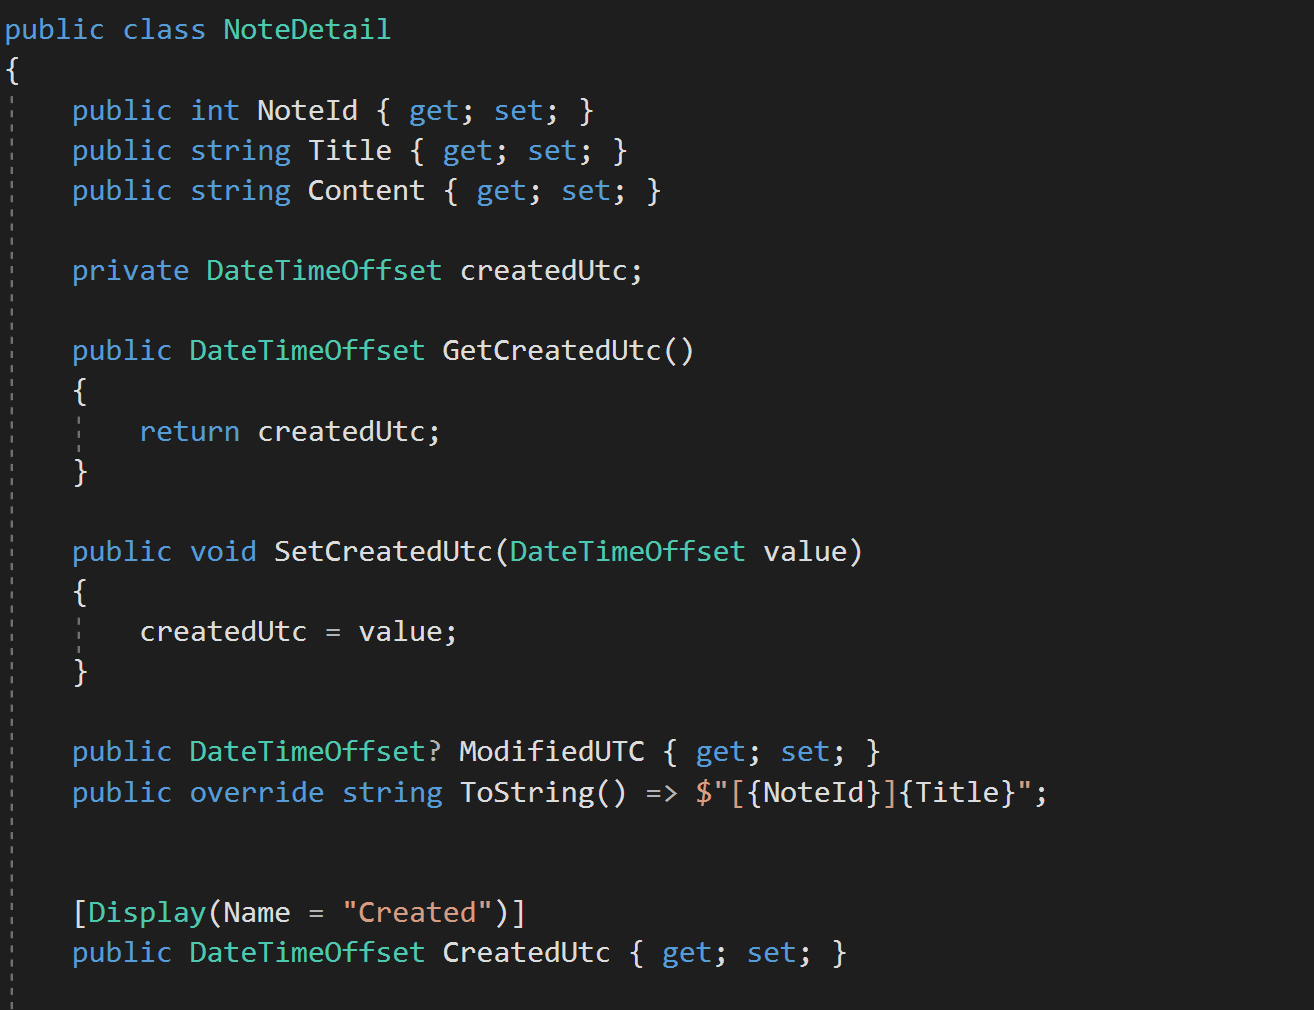 public class NoteDetail
{
    public int NoteId { get; set; }
    public string Title { get; set; }
    public string Content { get; set; }

    private DateTimeOffset createdUtc;

    public DateTimeOffset GetCreatedUtc()
    {
        return createdUtc;
    }

    public void SetCreatedUtc(DateTimeOffset value)
    {
        createdUtc = value;
    }

    public DateTimeOffset? ModifiedUTC { get; set; }
    public override string ToString() => $"[{NoteId}]{Title}";


    [Display(Name = "Created")]
    public DateTimeOffset CreatedUtc { get; set; }